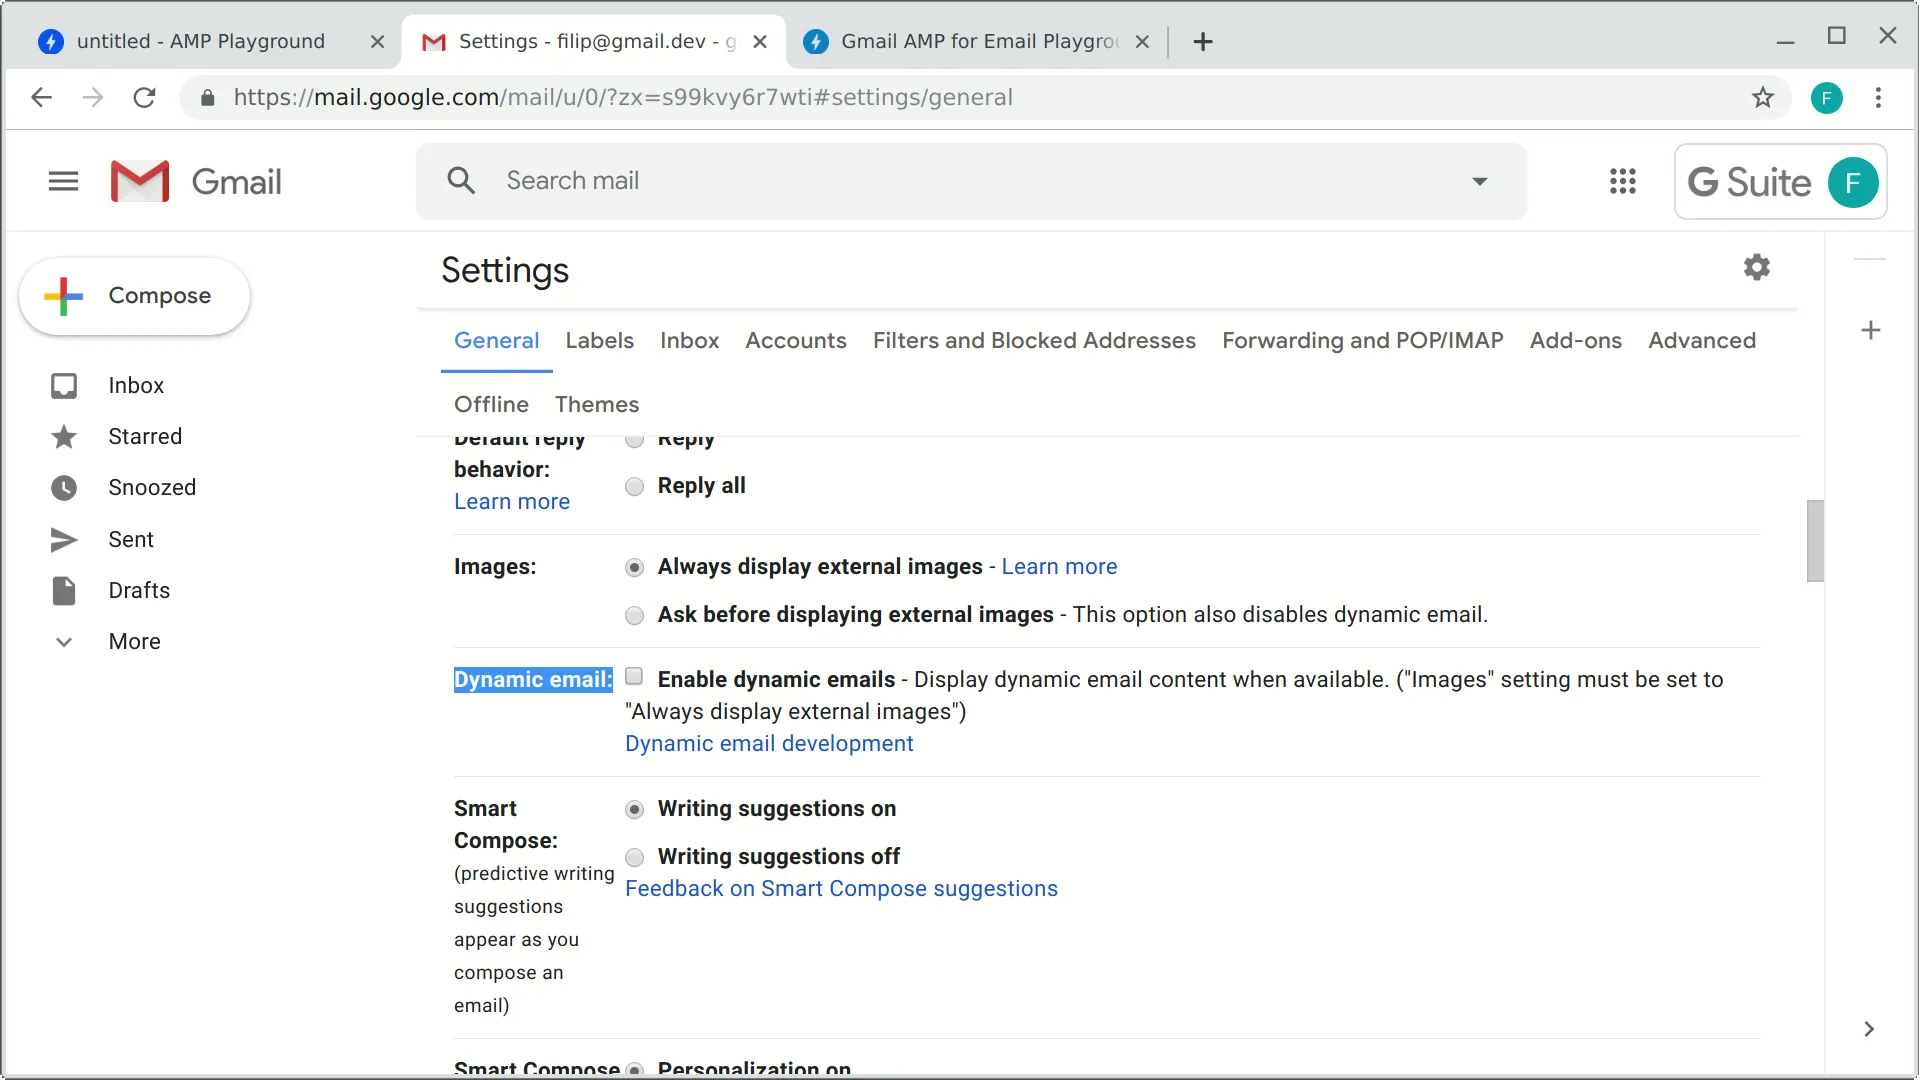 untitled - AMP Playground
Settings - filip@gmail.dev - g
Gmail AMP for Email Playgrou
https://mail.google.com/mail/u/0/?zx=s99kvy6r7wti#settings/general
F
Gmail
Search mail
G Suite
F
Compose
Inbox
Starred
Snoozed
Sent
Drafts
More
Settings
General Labels Inbox Accounts Filters and Blocked Addresses Forwarding and POP/IMAP Add-ons Advanced
Offline Themes
Default reply
behavior:
Learn more
Reply
Reply all
Images:
Always display external images - Learn more
Ask before displaying external images - This option also disables dynamic email.
Dynamic email:
Enable dynamic emails - Display dynamic email content when available. ("Images" setting must be set to
"Always display external images")
Dynamic email development
Smart
Compose:
(predictive writing
suggestions
appear as you
compose an
email)
Writing suggestions on
Writing suggestions off
Feedback on Smart Compose suggestions
Smart Compose
Personalization on